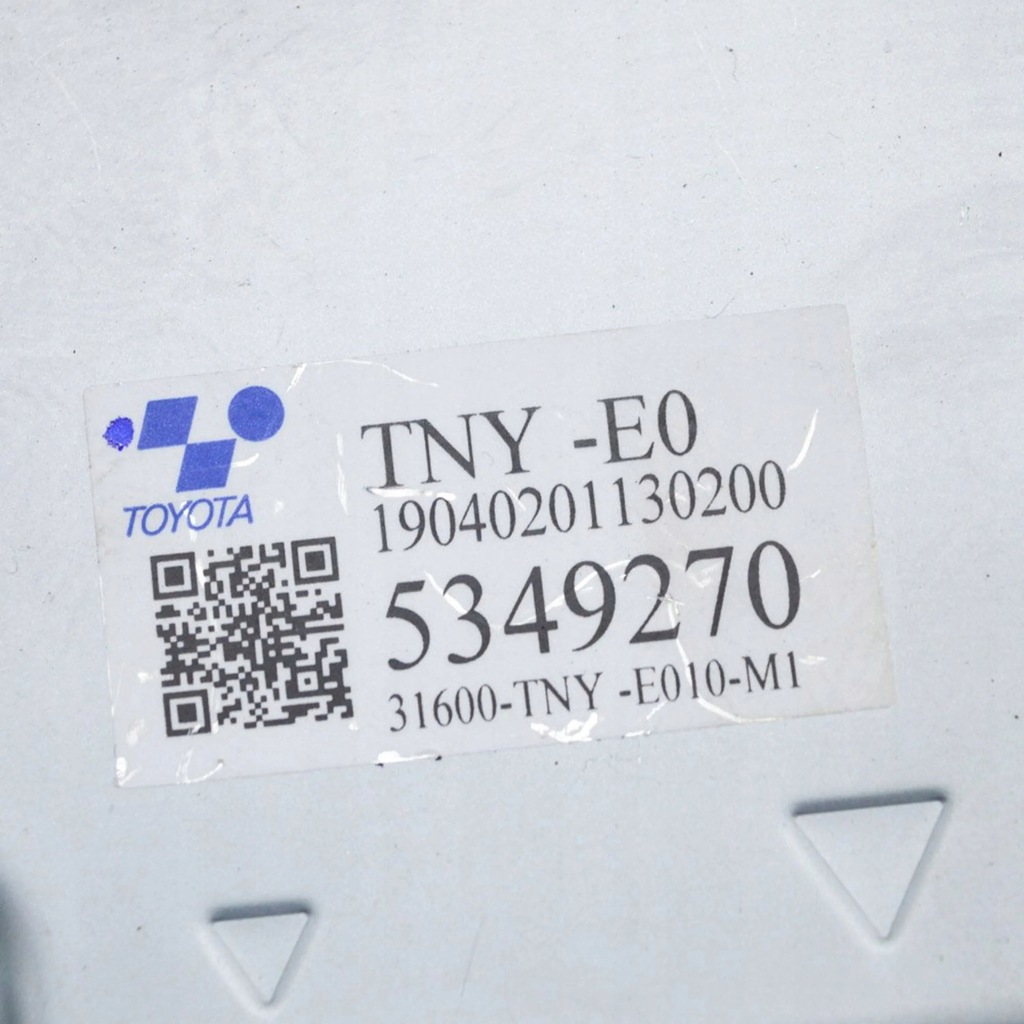 TOYOTA
TNY -E0
19040201130200
5349270
31600-TNY -E010-M1